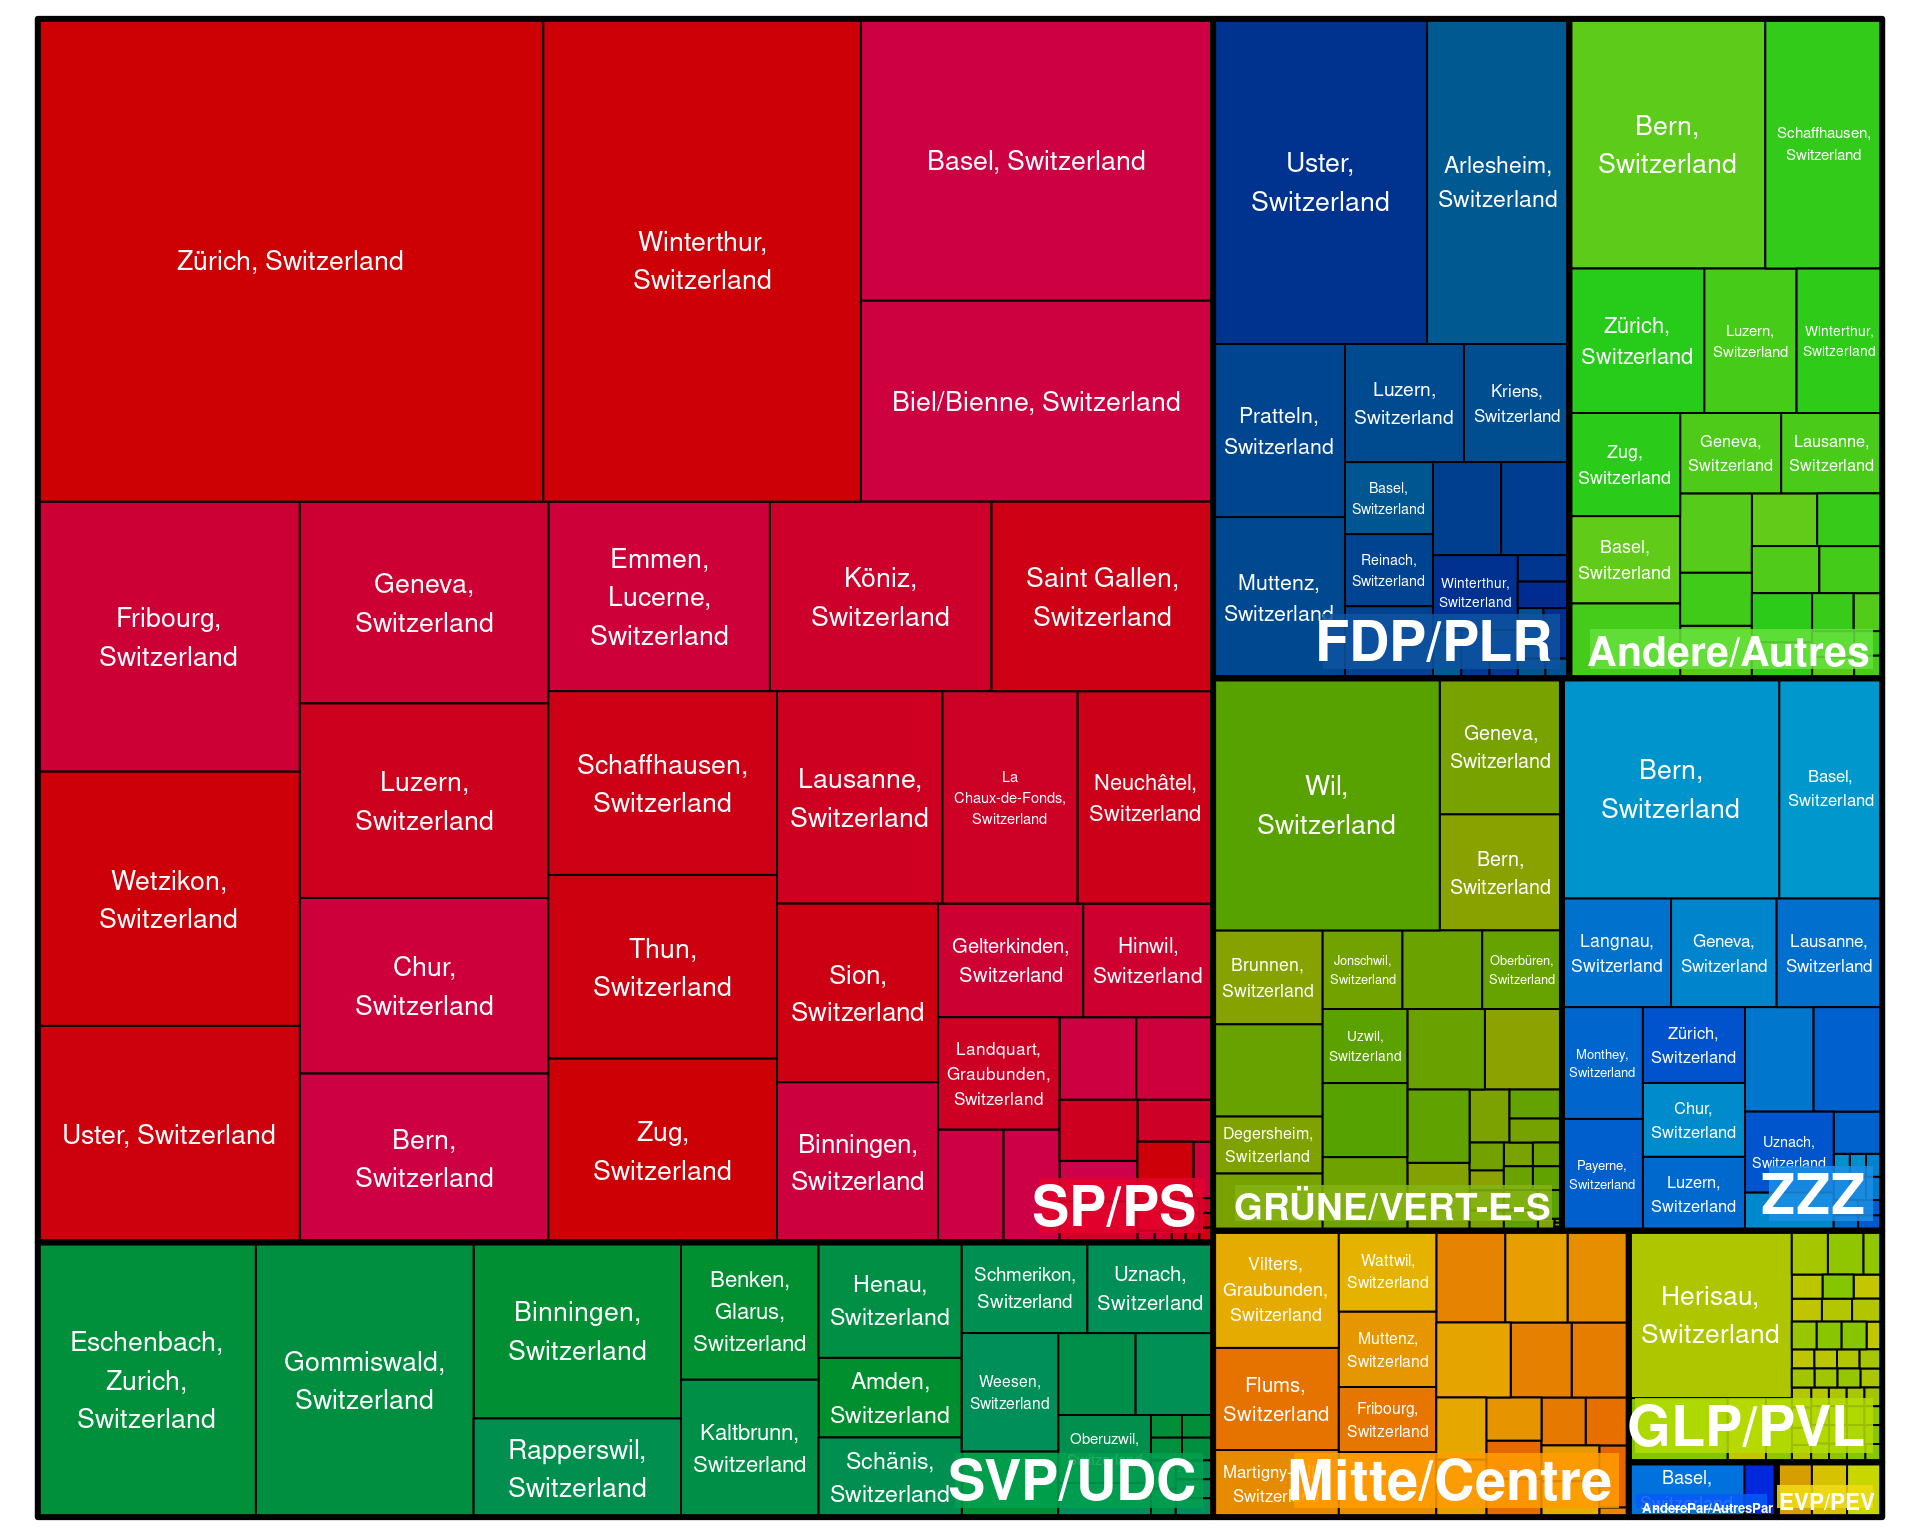 Zürich, Switzerland
Winterthur,
Switzerland
Basel, Switzerland
Biel/Bienne, Switzerland
Fribourg,
Switzerland
Geneva,
Switzerland
Emmen,
Lucerne,
Switzerland
Köniz,
Switzerland
Saint Gallen,
Switzerland
Wetzikon,
Switzerland
Luzern,
Switzerland
Schaffhausen,
Switzerland
Lausanne,
Switzerland
La
Chaux-de-Fonds,
Switzerland
Neuchâtel,
Switzerland
Uster, Switzerland
Chur,
Switzerland
Bern,
Switzerland
Thun,
Switzerland
Zug,
Switzerland
Sion,
Switzerland
Binningen,
Switzerland
Gelterkinden,
Switzerland
Hinwil,
Switzerland
Landquart,
Graubunden,
Switzerland
SP/PS
Eschenbach,
Zurich,
Switzerland
Gommiswald,
Switzerland
Binningen,
Switzerland
Rapperswil,
Switzerland
Benken,
Glarus,
Switzerland
Kaltbrunn,
Switzerland
Henau,
Switzerland
Amden,
Switzerland
Schänis,
Switzerland
Schmerikon,
Switzerland
Uznach,
Switzerland
Weesen,
Switzerland
Oberuzwil,
SVP/UDC
Uster,
Switzerland
Arlesheim,
Switzerland
Pratteln,
Switzerland
Luzern,
Switzerland
Kriens,
Switzerland
Muttenz,
Switzerland
Basel,
Switzerland
Reinach,
Switzerland
Winterthur,
Switzerland
FDP/PLR
Bern,
Switzerland
Schaffhausen,
Switzerland
Zürich,
Switzerland
Luzern,
Switzerland
Winterthur,
Switzerland
Zug,
Switzerland
Geneva,
Switzerland
Lausanne,
Switzerland
Basel,
Switzerland
Andere/Autres
Wil,
Switzerland
Geneva,
Switzerland
Bern,
Switzerland
Brunnen,
Switzerland
Jonschwil,
Switzerland
Oberbüren,
Switzerland
Uzwil,
Switzerland
Degersheim,
Switzerland
GRÜNE/VERT-E-S
Bern,
Switzerland
Basel,
Switzerland
Langnau,
Switzerland
Geneva,
Switzerland
Lausanne,
Switzerland
Monthey,
Switzerland
Zürich,
Switzerland
Chur,
Switzerland
Payerne,
Switzerland
Luzern,
Switzerland
Uznach,
Switzerland
ZZZ
Vilters,
Graubunden,
Switzerland
Wattwil,
Switzerland
Muttenz,
Switzerland
Flums,
Switzerland
Fribourg,
Switzerland
Mitte/Centre
Herisau,
Switzerland
GLP/PVL
Basel,
AnderePar/AutresPar
EVP/PEV